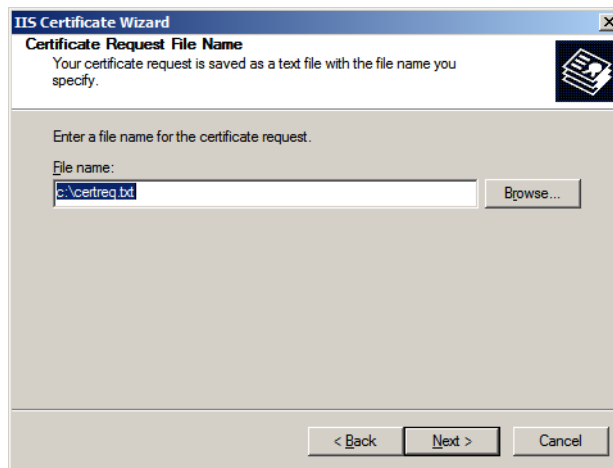 IIS Certificate Wizard
Certificate Request File Name
Your certificate request is saved as a text file with the file name you
specify.
Enter a file name for the certificate request.
File name:
c:\certreq.txt
Browse...
< Back
Next >
Cancel